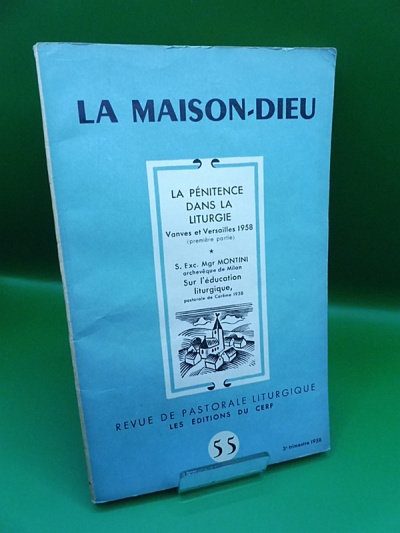 LA MAISON-DIEU
LA PÉNITENCE
DANS LA
LITURGIE
Vanves et Versailles 1958
(première partie)
★
S. Exc. Mgr MONTINI
archevêque de Milan
Sur l'éducation
liturgique,
pastorale de Carême 1958
REVUE DE PASTORALE LITURGIQUE
LES ÉDITIONS DU CERF
55
3e trimestre 1958